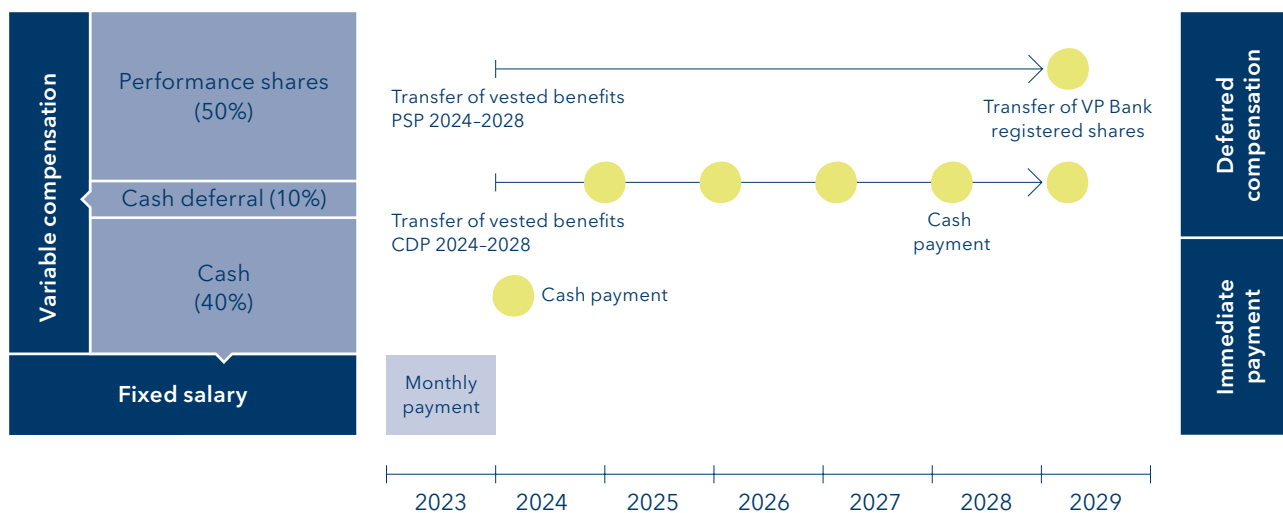 Variable compensation
Performance shares
(50%)
Cash deferral (10%)
Cash
(40%)
Fixed salary
Transfer of vested benefits
PSP 2024–2028
Transfer of VP Bank
registered shares
Transfer of vested benefits
CDP 2024–2028
Cash
payment
Cash payment
Monthly
payment
Deferred
compensation
Immediate
payment
2023
2024
2025
2026
2027
2028
2029